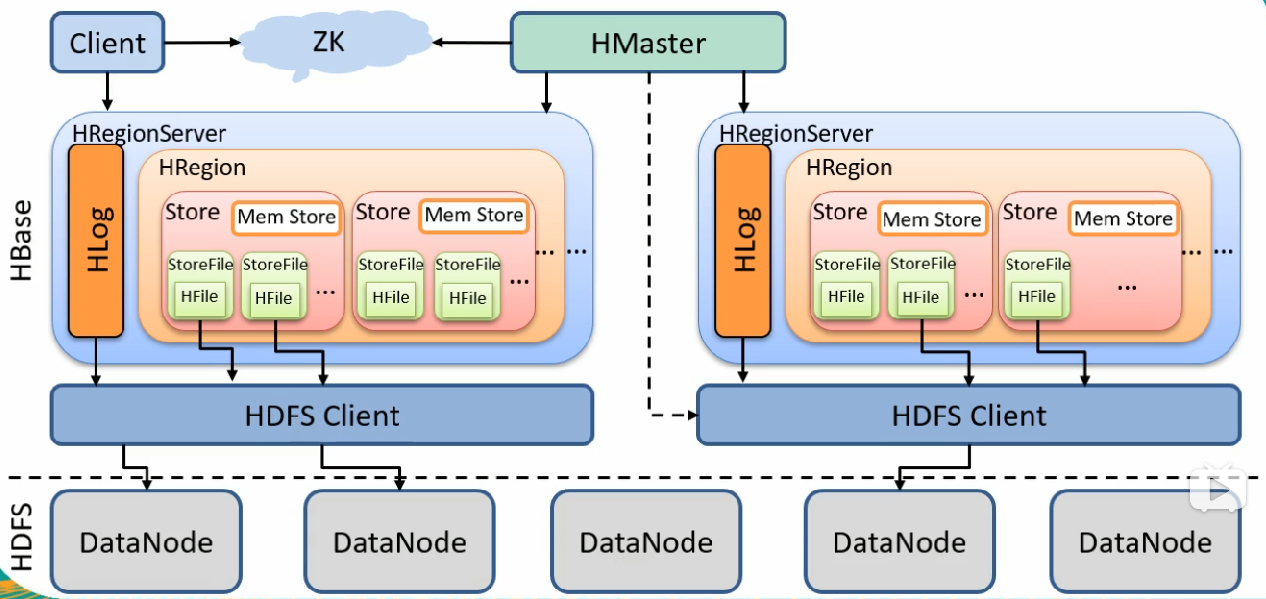 Client
ZK
HMaster
HBase
HRegionServer
HLog
HRegion
Store
Mem Store
StoreFile
HFile
StoreFile
HFile
...
Store
Mem Store
StoreFile
HFile
StoreFile
HFile
...
...
...
HRegionServer
HLog
HRegion
Store
Mem Store
StoreFile
HFile
StoreFile
HFile
...
Store
Mem Store
StoreFile
HFile
...
...
...
HDFS Client
HDFS Client
HDFS
DataNode
DataNode
DataNode
DataNode
DataNode